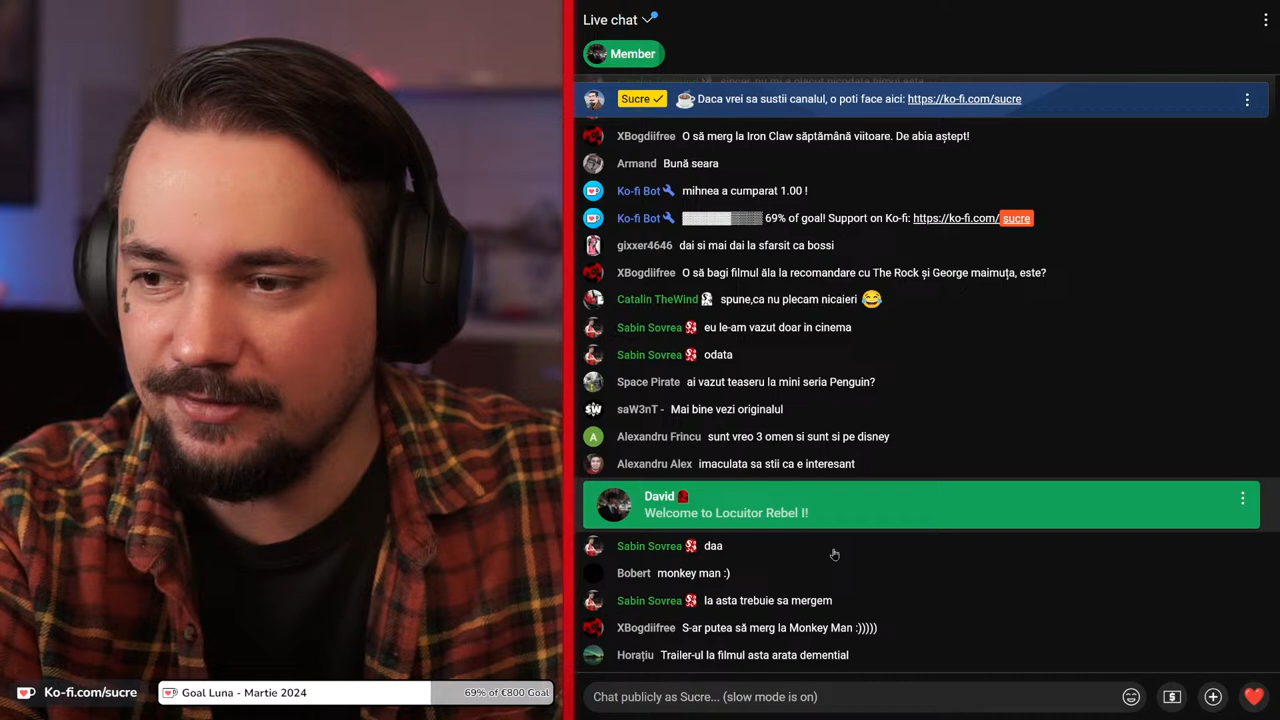 Live chat
Member
Sucre Daca vrei sa sustii canalul, o poti face aici: https://ko-fi.com/sucre
XBogdiifree O să merg la Iron Claw săptămână viitoare. De abia aștept!
Armand Bună seara
Ko-fi Bot mihnea a cumparat 1.00 !
Ko-fi Bot 69% of goal! Support on Ko-fi: https://ko-fi.com/sucre
gixxer4646 dai si mai dai la sfarsit ca bossi
XBogdiifree O să bagi filmul ăla la recomandare cu The Rock și George maimuța, este?
Catalin TheWind spune,ca nu plecam nicaieri 😂
Sabin Sovrea eu le-am vazut doar in cinema
Sabin Sovrea odata
Space Pirate ai vazut teaseru la mini seria Penguin?
saW3nT - Mai bine vezi originalul
Alexandru Frincu sunt vreo 3 omen si sunt si pe disney
Alexandru Alex imaculata sa stii ca e interesant
David
Welcome to Locuitor Rebel I!
Sabin Sovrea daa
Bobert monkey man :)
Sabin Sovrea la asta trebuie sa mergem
XBogdiifree S-ar putea să merg la Monkey Man :)))))
Horațiu Trailer-ul la filmul asta arata demential
Chat publicly as Sucre... (slow mode is on)
Ko-fi.com/sucre
Goal Luna - Martie 2024 69% of €800 Goal